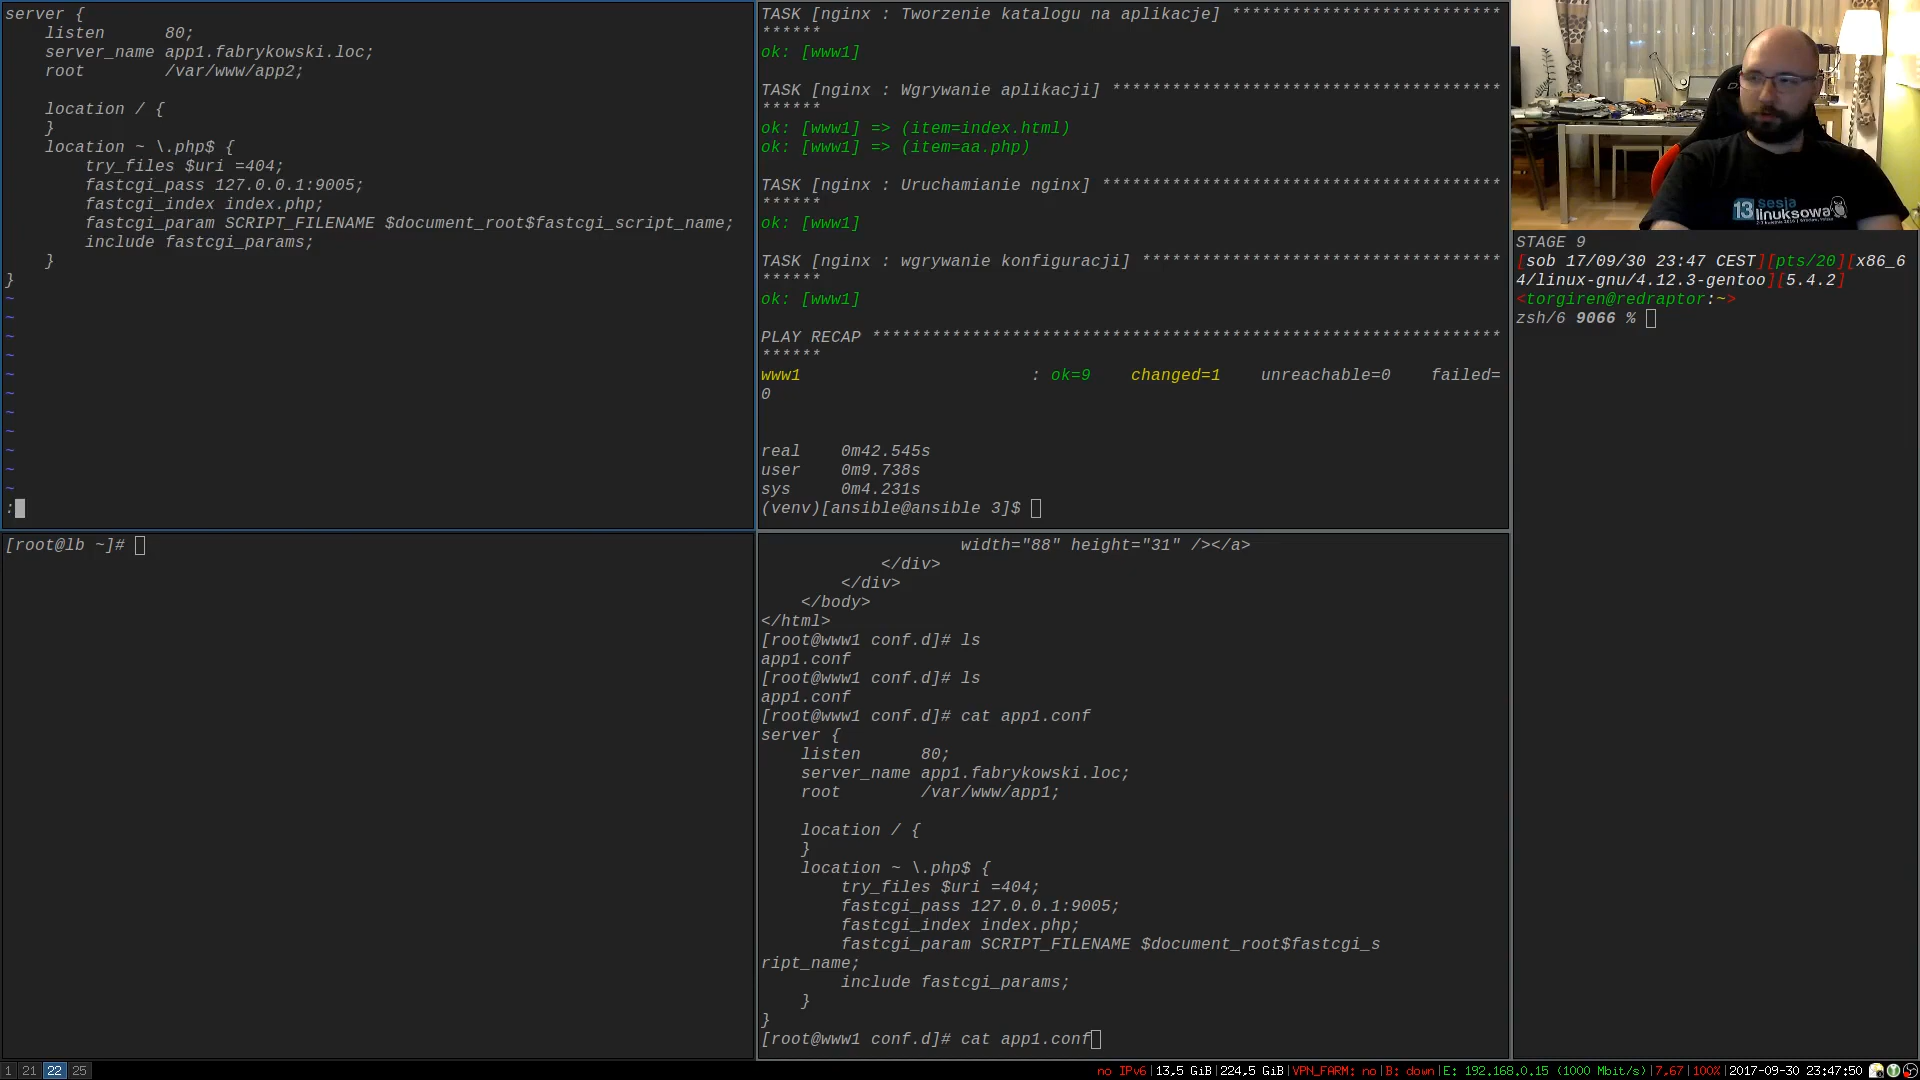 server {
    listen      80;
    server_name app1.fabrykowski.loc;
    root        /var/www/app2;
    location / {
    }
    location ~ \.php$ {
        try_files $uri =404;
        fastcgi_pass 127.0.0.1:9005;
        fastcgi_index index.php;
        fastcgi_param SCRIPT_FILENAME $document_root$fastcgi_script_name;
        include fastcgi_params;
    }
}
~
~
~
~
~
~
~
~
~
~
~
:
TASK [nginx : Tworzenie katalogu na aplikacje] ***************************
******
ok: [www1]
TASK [nginx : Wgrywanie aplikacji] ***************************************
******
ok: [www1] => (item=index.html)
ok: [www1] => (item=aa.php)
TASK [nginx : Uruchamianie nginx] ****************************************
******
ok: [www1]
TASK [nginx : wgrywanie konfiguracji] *************************************
******
ok: [www1]
PLAY RECAP ***************************************************************
******
www1                       : ok=9    changed=1    unreachable=0    failed=
0
real    0m42.545s
user    0m9.738s
sys     0m4.231s
(venv)[ansible@ansible 3]$
13 sesja
linuksowa
STAGE 9
[sob 17/09/30 23:47 CEST][pts/20][x86_6
4/linux-gnu/4.12.3-gentoo][5.4.2]
<torgiren@redraptor:~>
zsh/6 9066 %
[root@lb ~]#
                    width="88" height="31" /></a>
            </div>
        </div>
    </body>
</html>
[root@www1 conf.d]# ls
app1.conf
[root@www1 conf.d]# ls
app1.conf
[root@www1 conf.d]# cat app1.conf
server {
    listen      80;
    server_name app1.fabrykowski.loc;
    root        /var/www/app1;
    location / {
    }
    location ~ \.php$ {
        try_files $uri =404;
        fastcgi_pass 127.0.0.1:9005;
        fastcgi_index index.php;
        fastcgi_param SCRIPT_FILENAME $document_root$fastcgi_s
ript_name;
        include fastcgi_params;
    }
}
[root@www1 conf.d]# cat app1.conf
1 21 22 25
no IPv6|13,5 GiB|224,5 GiB|VPN_FARM: no|B: down|E: 192.168.0.15 (1000 Mbit/s)|7,67|100%|2017-09-30 23:47:50